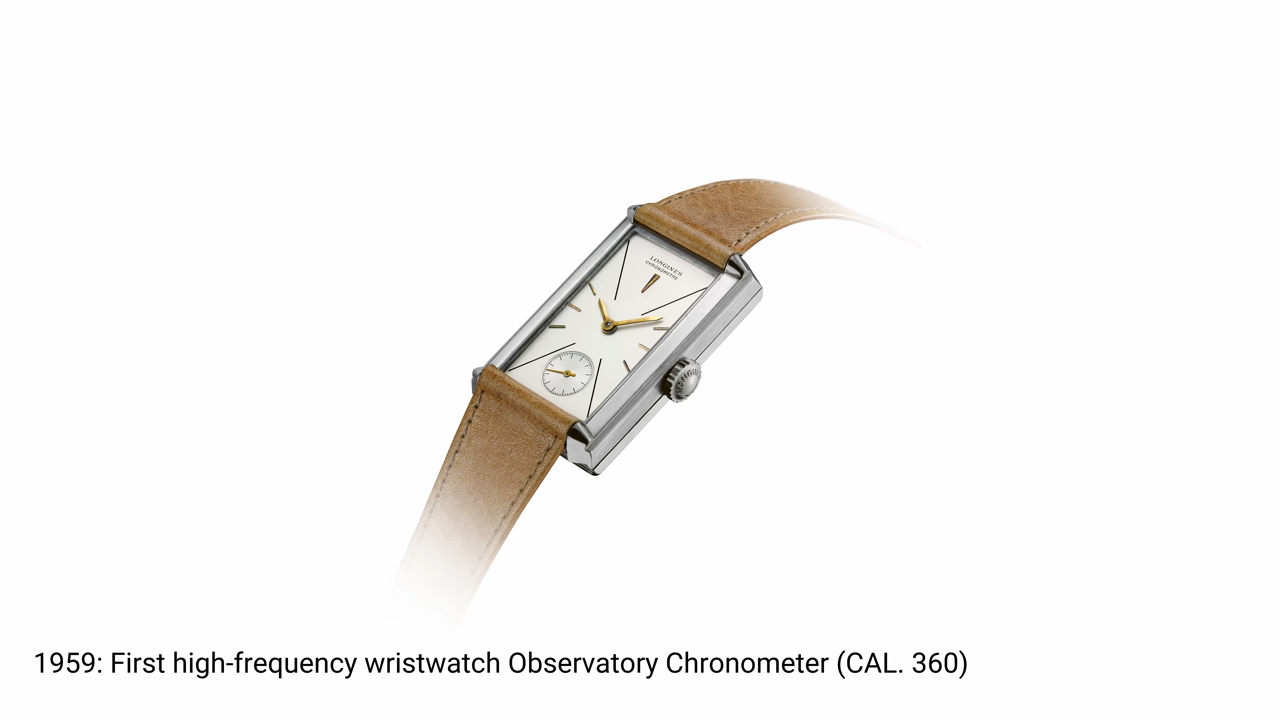 LONGINES
CHRONOMETRE
1959: First high-frequency wristwatch Observatory Chronometer (CAL. 360)